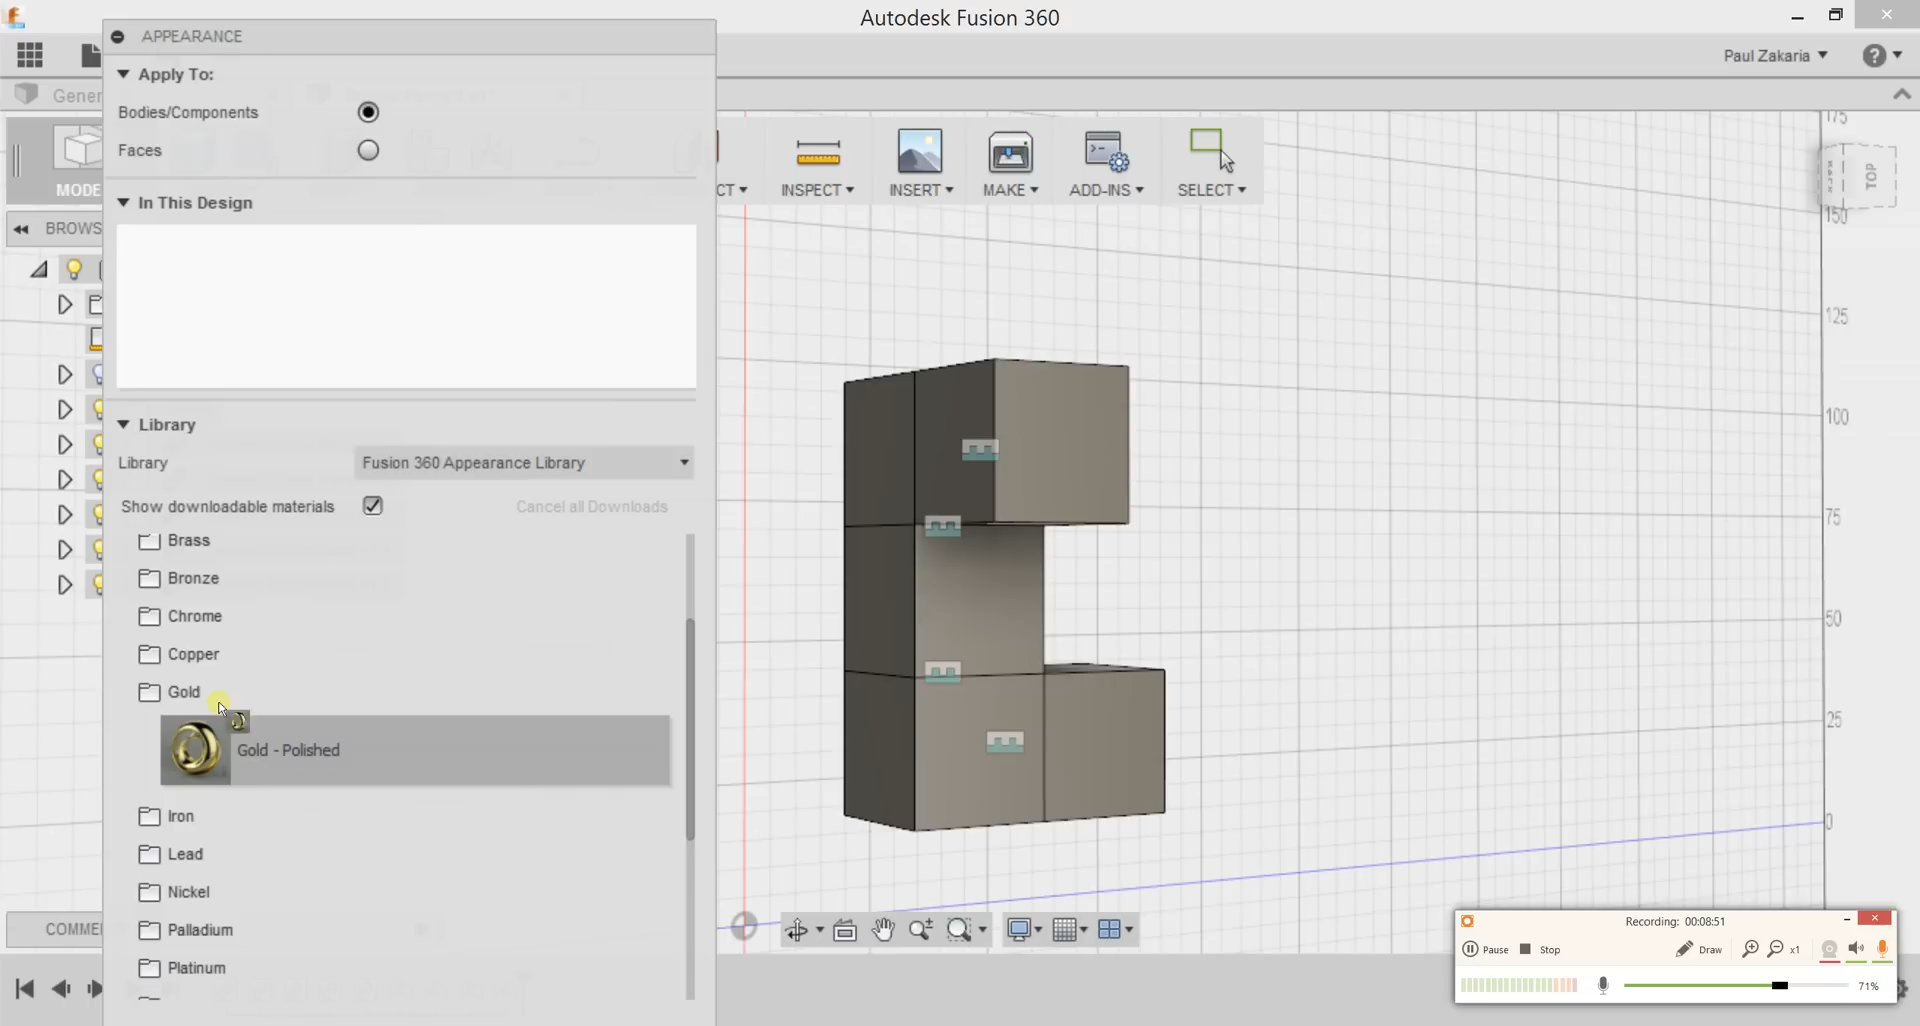 Autodesk Fusion 360
APPEARANCE
Paul Zakaria
?
Gener
Apply To:
Bodies/Components
Faces
MODE
CT
INSPECT
INSERT
MAKE
ADD-INS
SELECT
TOP
BROWS
In This Design
175
150
125
100
75
50
25
0
Library
Library
Fusion 360 Appearance Library
Show downloadable materials
Cancel all Downloads
Brass
Bronze
Chrome
Copper
Gold
Gold - Polished
Iron
Lead
Nickel
Palladium
Platinum
COMME
Recording: 00:08:51
Pause
Stop
Draw
x1
71%